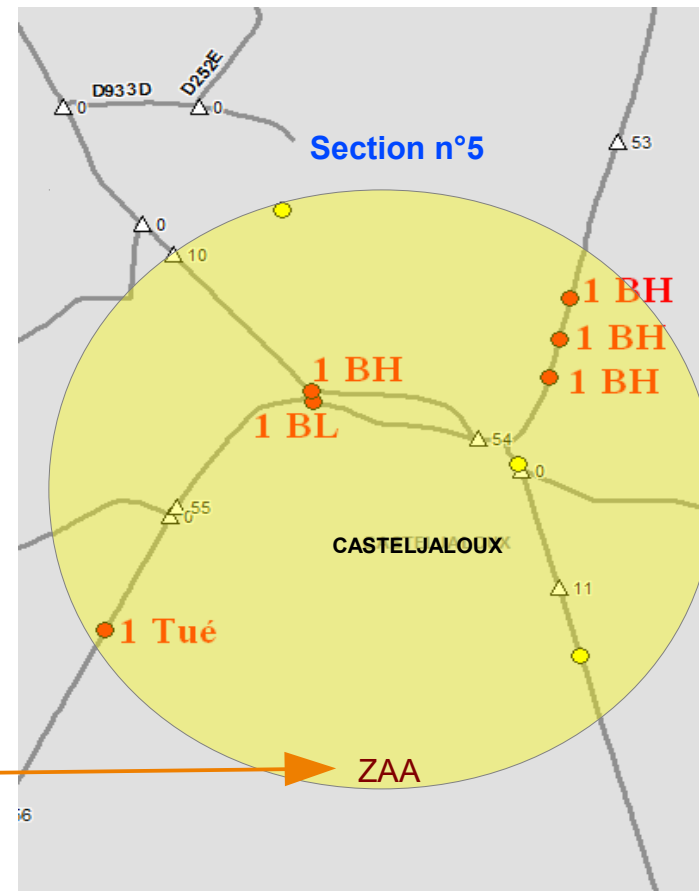 D933D
D252E
0
0
Section n°5
53
0
10
1 BH
1 BH
1 BH
1 BH
1 BL
54
0
55
0
CASTELJALOUX
CASTELJALOUX
11
1 Tué
ZAA
56